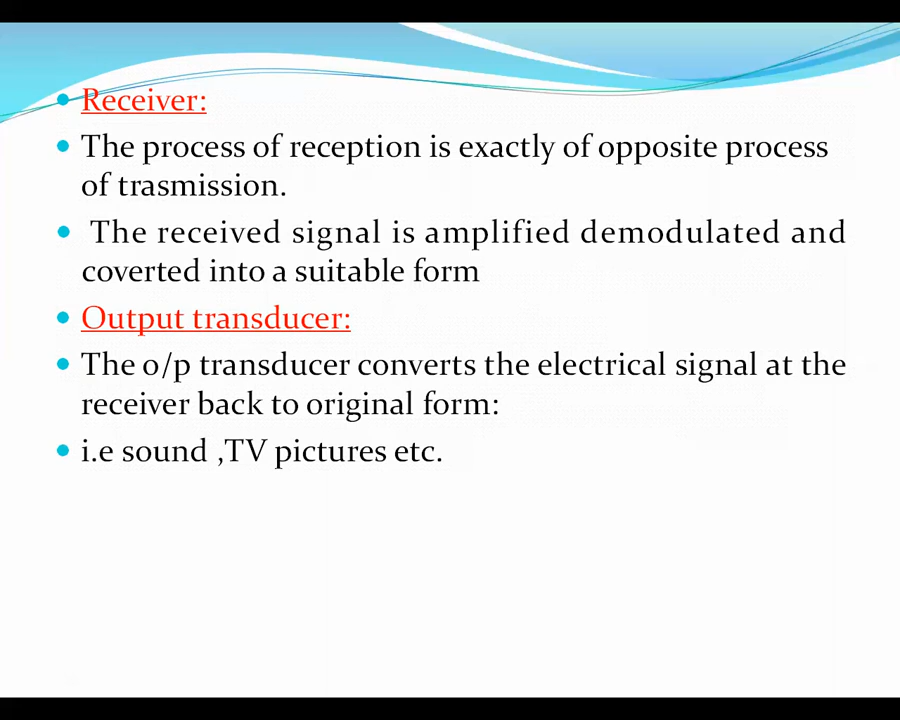 • Receiver:
• The process of reception is exactly of opposite process
of trasmission.
• The received signal is amplified demodulated and
coverted into a suitable form
• Output transducer:
• The o/p transducer converts the electrical signal at the
receiver back to original form:
• i.e sound ,TV pictures etc.